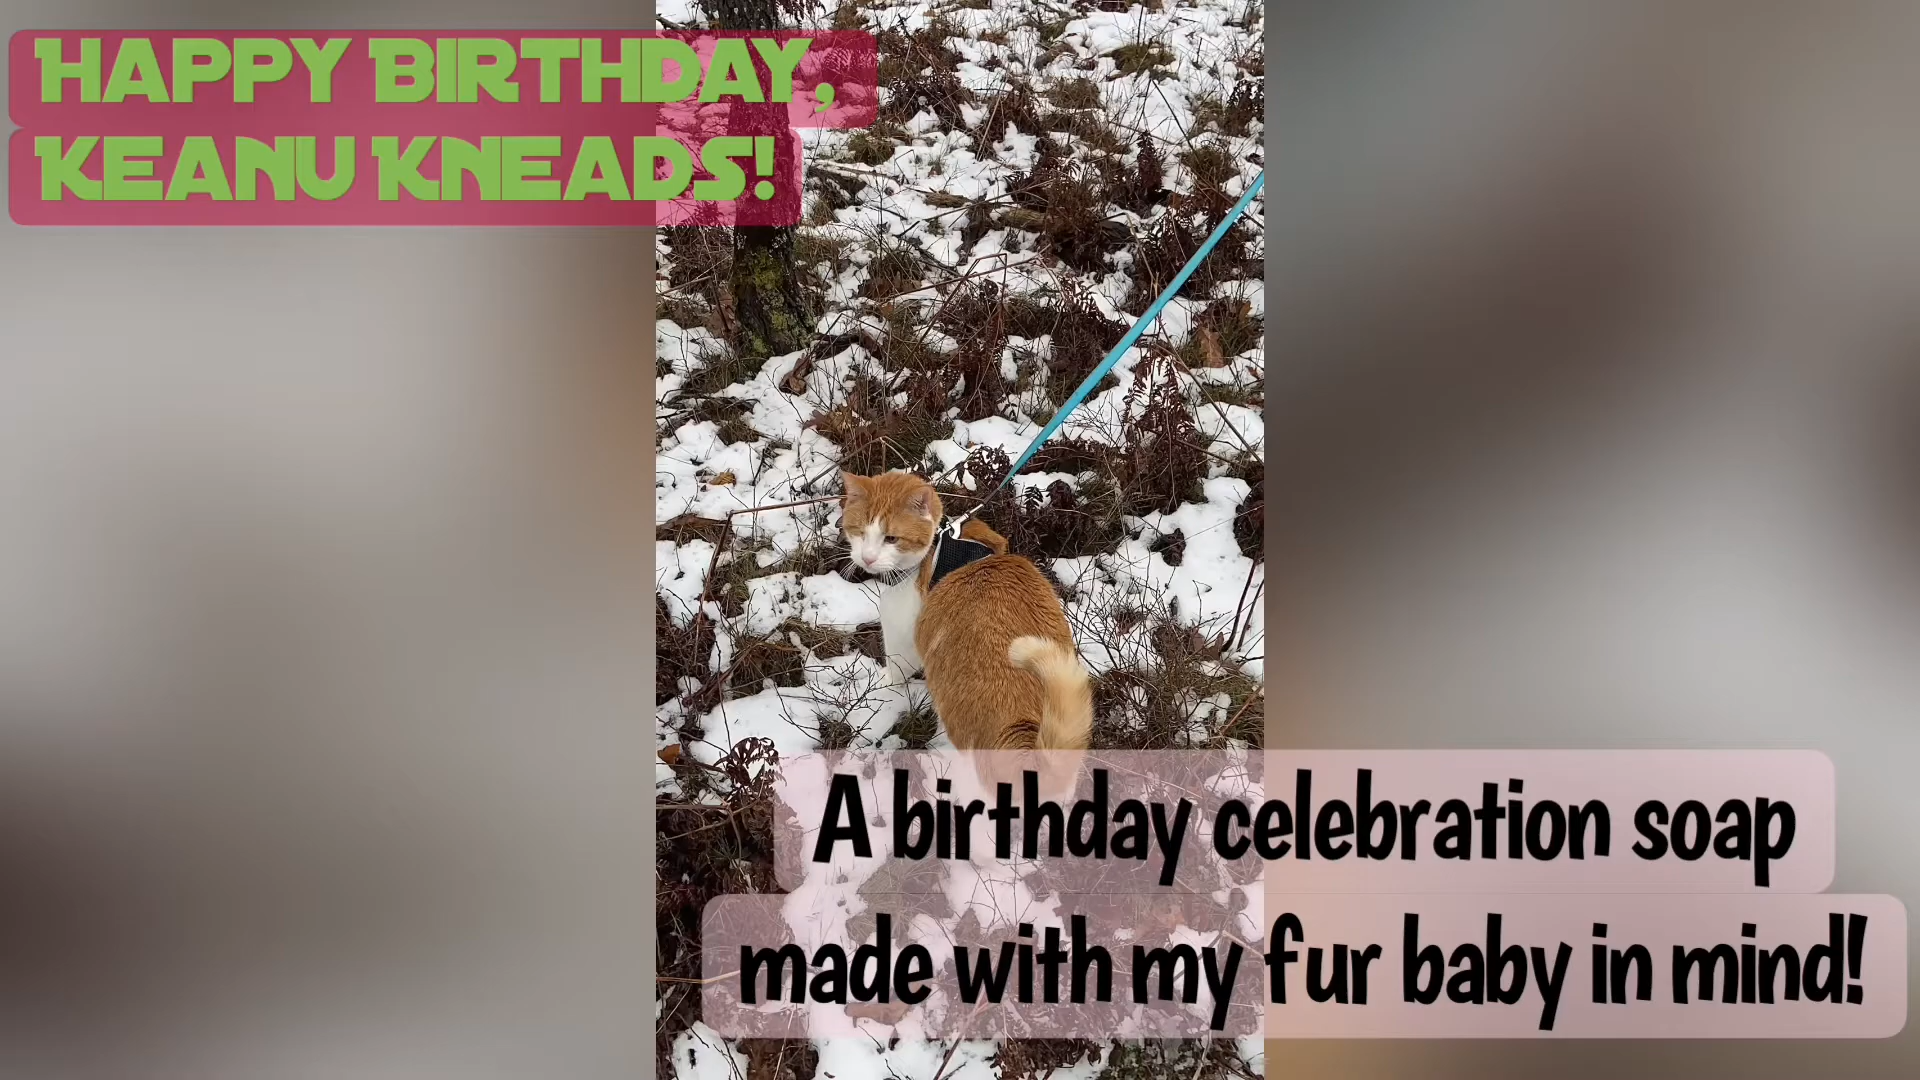 HAPPY BIRTHDAY,
KEANU KNEADS!
A birthday celebration soap
made with my fur baby in mind!